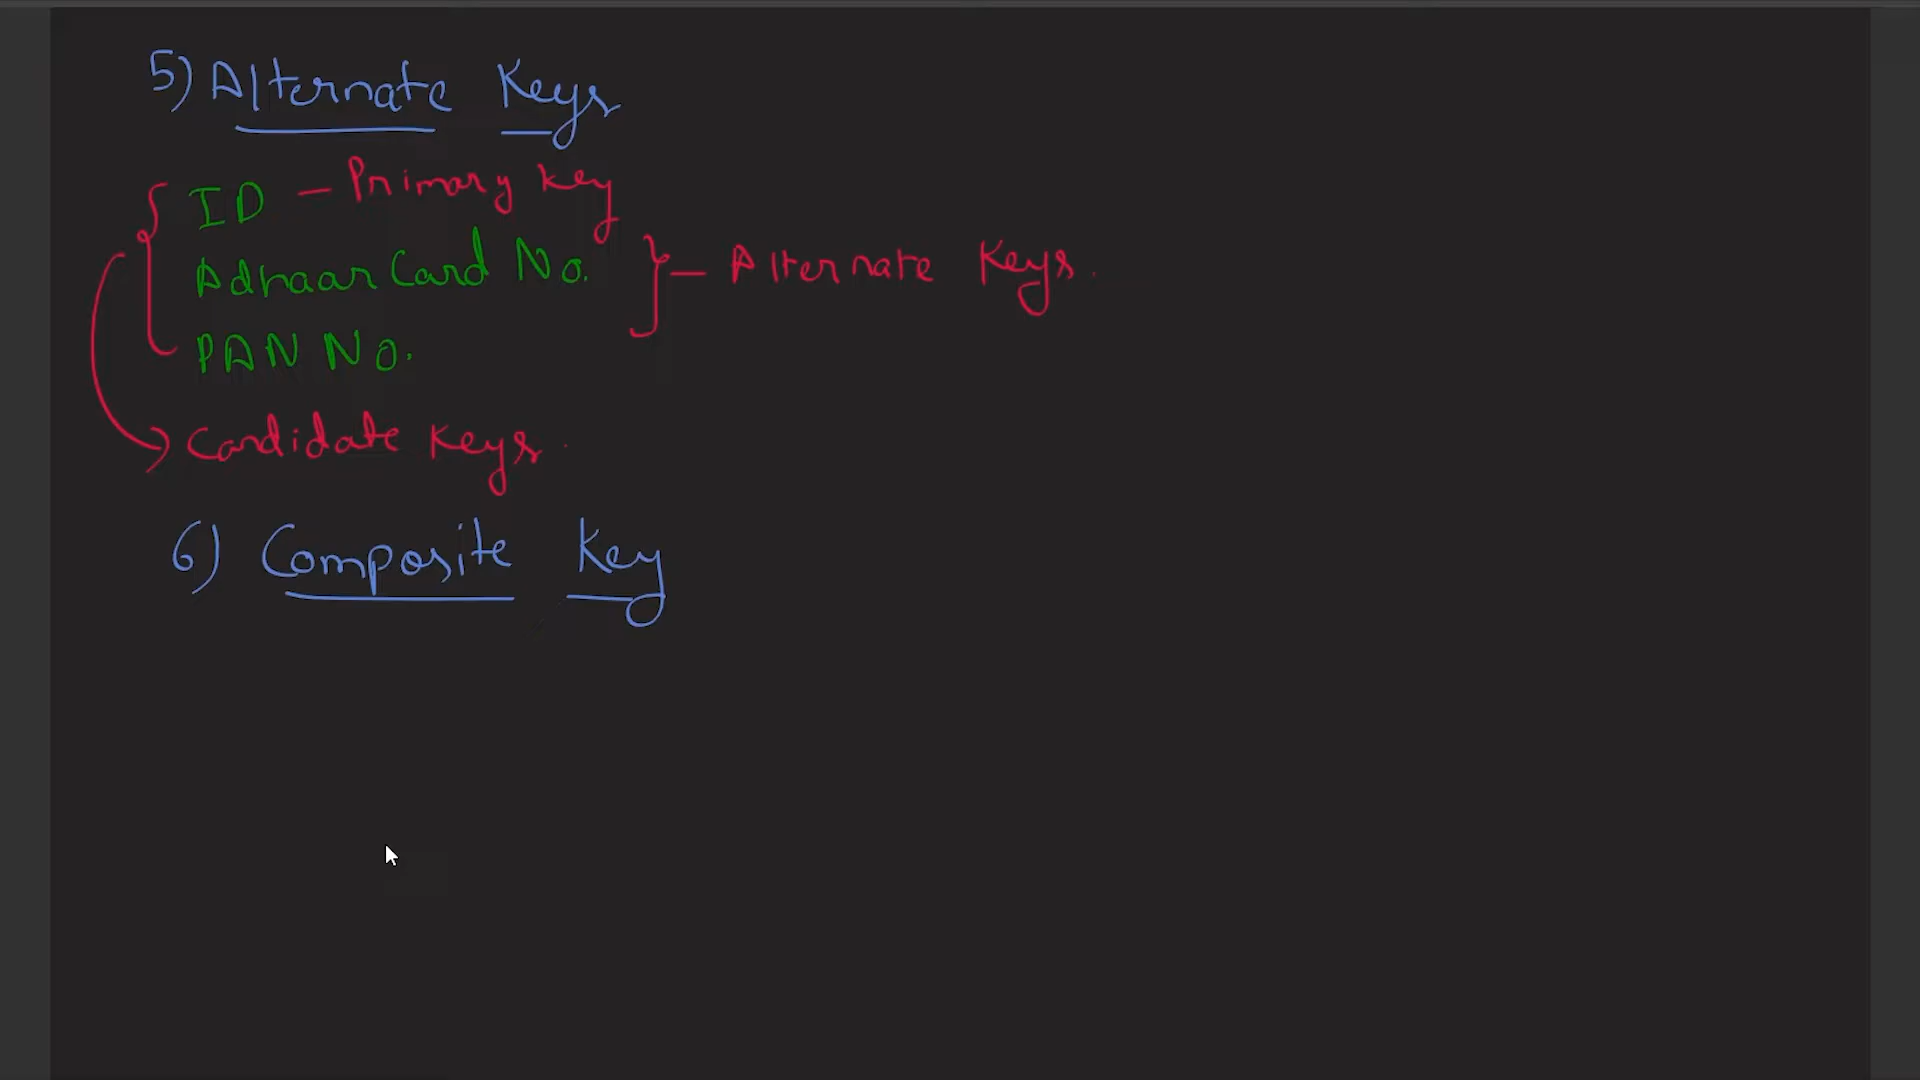 5) Alternate Keys
ID - Primary Key
Adhaar Card No.
} - Alternate Keys.
PAN No.
Candidate Keys.
6) Composite Key